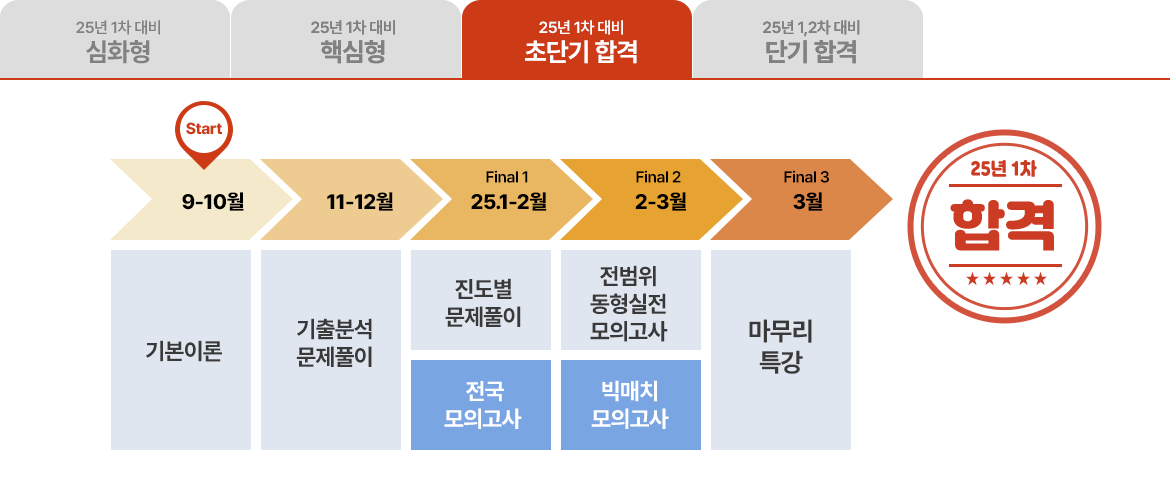 25년 1차 대비
심화형
25년 1차 대비
핵심형
25년 1차 대비
초단기 합격
25년 1,2차 대비
단기 합격
Start
9-10월
11-12월
Final 1
25.1-2월
Final 2
2-3월
Final 3
3월
기본이론
기출분석
문제풀이
진도별
문제풀이
전국
모의고사
전범위
동형실전
모의고사
빅매치
모의고사
마무리
특강
25년 1차
합격
★★★★★